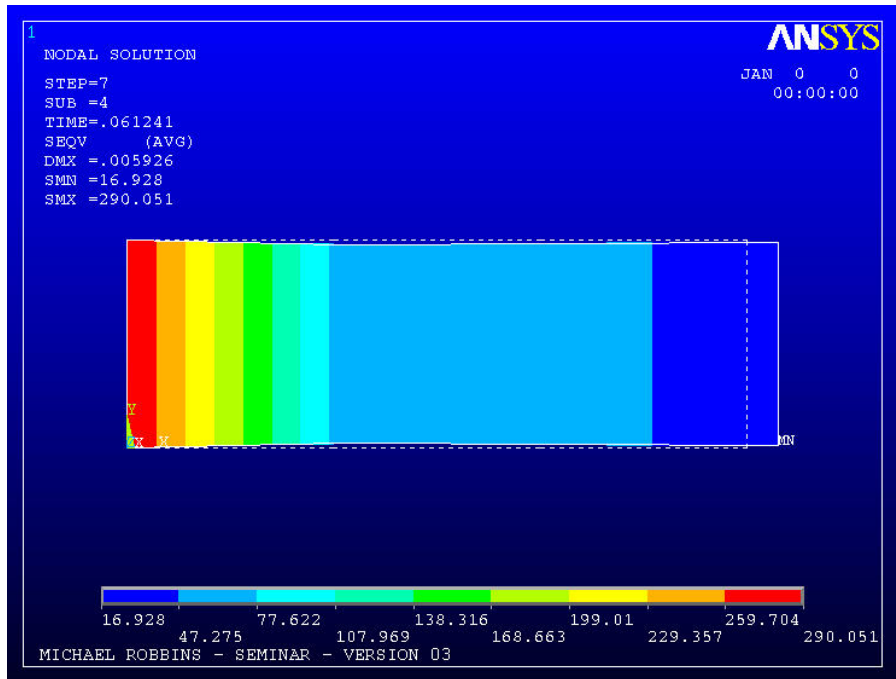 1
ANSYS
NODAL SOLUTION
JAN 0 0
00:00:00
STEP=7
SUB =4
TIME=.061241
SEQV (AVG)
DMX =.005926
SMN =16.928
SMX =290.051
Y
X
MN
16.928
47.275
77.622
107.969
138.316
168.663
199.01
229.357
259.704
290.051
MICHAEL ROBBINS - SEMINAR - VERSION 03